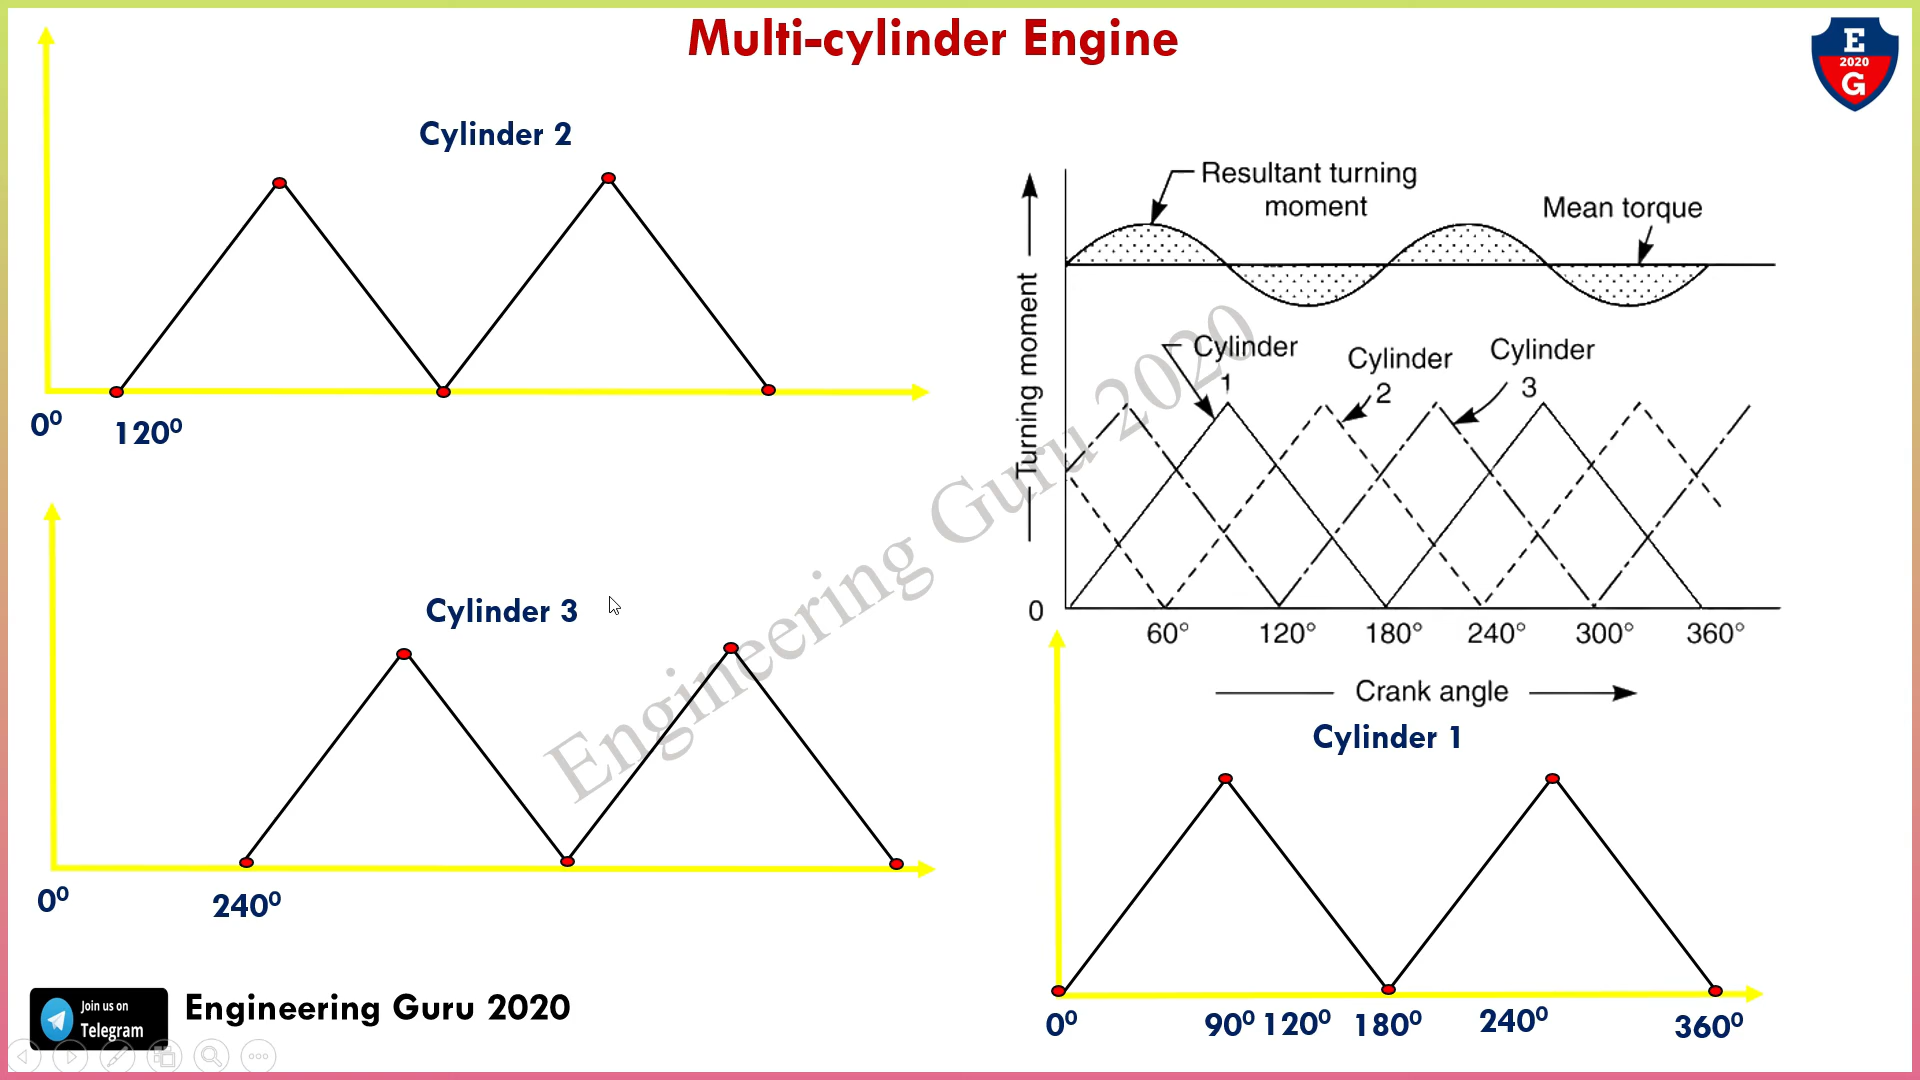 Multi-cylinder Engine
E
2020
G
Cylinder 2
0⁰
120⁰
Cylinder 3
0⁰
240⁰
Resultant turning
moment
Mean torque
Turning moment
Cylinder
1
Cylinder
2
Cylinder
3
0
60° 120° 180° 240° 300° 360°
Crank angle
Cylinder 1
0⁰ 90⁰ 120⁰ 180⁰ 240⁰ 360⁰
Engineering Guru 2020
Join us on
Telegram
Engineering Guru 2020